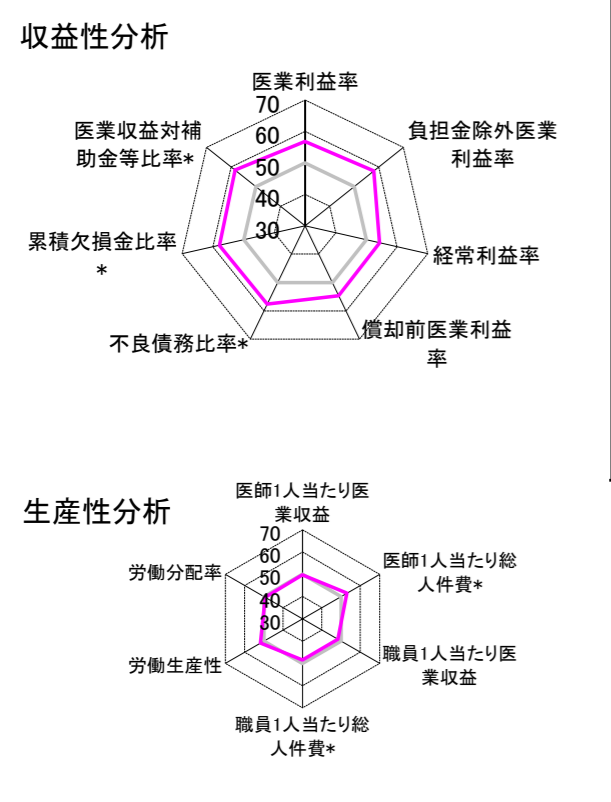 収益性分析
医業利益率
70
60
50
40
30
負担金除外医業
利益率
経常利益率
償却前医業利益
率
不良債務比率*
累積欠損金比率
*
医業収益対補
助金等比率*
生産性分析
医師1人当たり医
業収益
70
60
50
40
30
医師1人当たり総
人件費*
職員1人当たり医
業収益
職員1人当たり総
人件費*
労働生産性
労働分配率